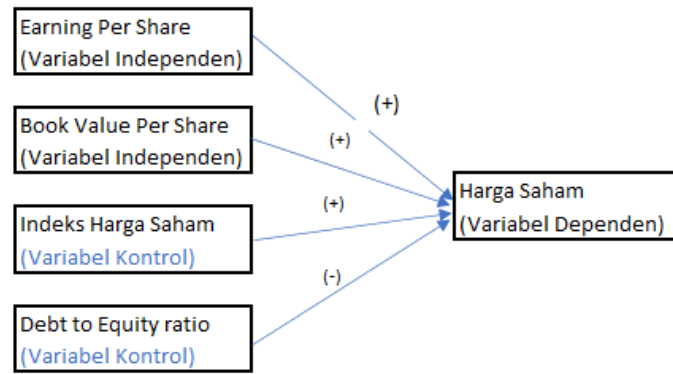 Earning Per Share
(Variabel Independen)
(+)
Book Value Per Share
(Variabel Independen)
(+)
Indeks Harga Saham
(Variabel Kontrol)
(+)
Debt to Equity ratio
(Variabel Kontrol)
(-)
Harga Saham
(Variabel Dependen)